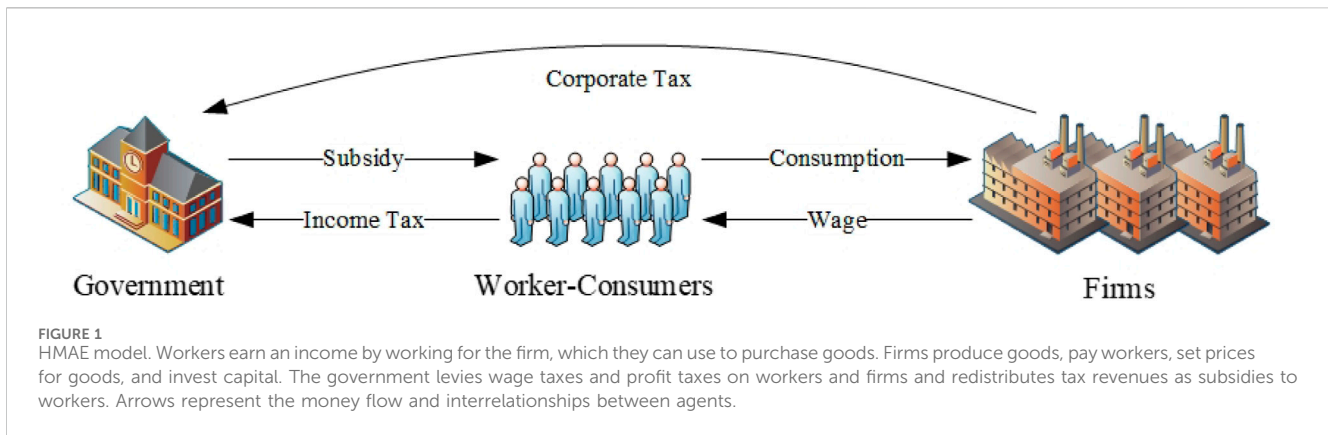 Corporate Tax
Subsidy
Consumption
Income Tax
Wage
Government
Worker-Consumers
Firms
FIGURE 1
HMAE model. Workers earn an income by working for the firm, which they can use to purchase goods. Firms produce goods, pay workers, set prices
for goods, and invest capital. The government levies wage taxes and profit taxes on workers and firms and redistributes tax revenues as subsidies to
workers. Arrows represent the money flow and interrelationships between agents.